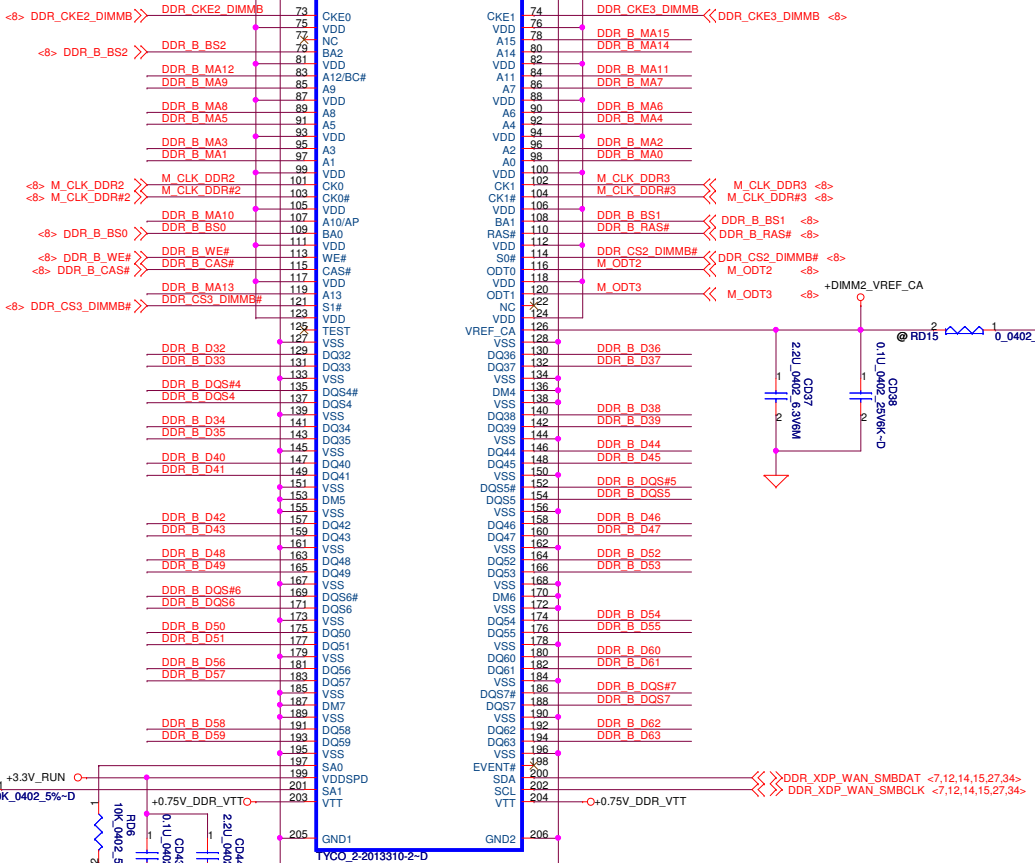 <8> DDR_CKE2_DIMMB DDR_CKE2_DIMMB 73 CKE0 CKE1 74 DDR_CKE3_DIMMB DDR_CKE3_DIMMB <8>
75 VDD VDD 76
77 NC A15 78 DDR_B_MA15
<8> DDR_B_BS2 DDR_B_BS2 79 BA2 A14 80 DDR_B_MA14
81 VDD VDD 82
DDR_B_MA12 83 A12/BC# A11 84 DDR_B_MA11
DDR_B_MA9 85 A9 A7 86 DDR_B_MA7
87 VDD VDD 88
DDR_B_MA8 89 A8 A6 90 DDR_B_MA6
DDR_B_MA5 91 A5 A4 92 DDR_B_MA4
93 VDD VDD 94
DDR_B_MA3 95 A3 A2 96 DDR_B_MA2
DDR_B_MA1 97 A1 A0 98 DDR_B_MA0
99 VDD VDD 100
<8> M_CLK_DDR2 M_CLK_DDR2 101 CK0 CK1 102 M_CLK_DDR3 M_CLK_DDR3 <8>
<8> M_CLK_DDR#2 M_CLK_DDR#2 103 CK0# CK1# 104 M_CLK_DDR#3 M_CLK_DDR#3 <8>
105 VDD VDD 106
DDR_B_MA10 107 A10/AP BA1 108 DDR_B_BS1 DDR_B_BS1 <8>
<8> DDR_B_BS0 DDR_B_BS0 109 BA0 RAS# 110 DDR_B_RAS# DDR_B_RAS# <8>
111 VDD VDD 112
<8> DDR_B_WE# DDR_B_WE# 113 WE# S0# 114 DDR_CS2_DIMMB# DDR_CS2_DIMMB# <8>
<8> DDR_B_CAS# DDR_B_CAS# 115 CAS# ODT0 116 M_ODT2 M_ODT2 <8>
117 VDD VDD 118
DDR_B_MA13 119 A13 ODT1 120 M_ODT3 M_ODT3 <8>
<8> DDR_CS3_DIMMB# DDR_CS3_DIMMB# 121 S1# NC 122
123 VDD VDD 124
+DIMM2_VREF_CA
125 TEST VREF_CA 126
@ RD15 2 1 0_0402_
127 VSS VSS 128
DDR_B_D32 129 DQ32 DQ36 130 DDR_B_D36
DDR_B_D33 131 DQ33 DQ37 132 DDR_B_D37
133 VSS VSS 134
DDR_B_DQS#4 135 DQS4# DM4 136
DDR_B_DQS4 137 DQS4 VSS 138
139 VSS DQ38 140 DDR_B_D38
DDR_B_D34 141 DQ34 DQ39 142 DDR_B_D39
DDR_B_D35 143 DQ35 VSS 144
145 VSS DQ44 146 DDR_B_D44
DDR_B_D40 147 DQ40 DQ45 148 DDR_B_D45
DDR_B_D41 149 DQ41 VSS 150
151 VSS DQS5# 152 DDR_B_DQS#5
153 DM5 DQS5 154 DDR_B_DQS5
155 VSS VSS 156
DDR_B_D42 157 DQ42 DQ46 158 DDR_B_D46
DDR_B_D43 159 DQ43 DQ47 160 DDR_B_D47
161 VSS VSS 162
DDR_B_D48 163 DQ48 DQ52 164 DDR_B_D52
DDR_B_D49 165 DQ49 DQ53 166 DDR_B_D53
167 VSS VSS 168
DDR_B_DQS#6 169 DQS6# DM6 170
DDR_B_DQS6 171 DQS6 VSS 172
173 VSS DQ54 174 DDR_B_D54
DDR_B_D50 175 DQ50 DQ55 176 DDR_B_D55
DDR_B_D51 177 DQ51 VSS 178
179 VSS DQ60 180 DDR_B_D60
DDR_B_D56 181 DQ56 DQ61 182 DDR_B_D61
DDR_B_D57 183 DQ57 VSS 184
185 VSS DQS7# 186 DDR_B_DQS#7
187 DM7 DQS7 188 DDR_B_DQS7
189 VSS VSS 190
DDR_B_D58 191 DQ58 DQ62 192 DDR_B_D62
DDR_B_D59 193 DQ59 DQ63 194 DDR_B_D63
195 VSS VSS 196
197 SA0 EVENT# 198
+3.3V_RUN 199 VDDSPD SDA 200 DDR_XDP_WAN_SMBDAT <7,12,14,15,27,34>
201 SA1 SCL 202 DDR_XDP_WAN_SMBCLK <7,12,14,15,27,34>
0K_0402_5%~D
+0.75V_DDR_VTT 203 VTT VTT 204 +0.75V_DDR_VTT
205 GND1 GND2 206
TYCO_2-2013310-2~D
1 2
2.2U_0402_6.3V6M
CD37
1 2
0.1U_0402_25V6K~D
CD38
1
1 2
RD6
10K_0402_5
1
0.1U_040
CD43
1
2.2U_040
CD44